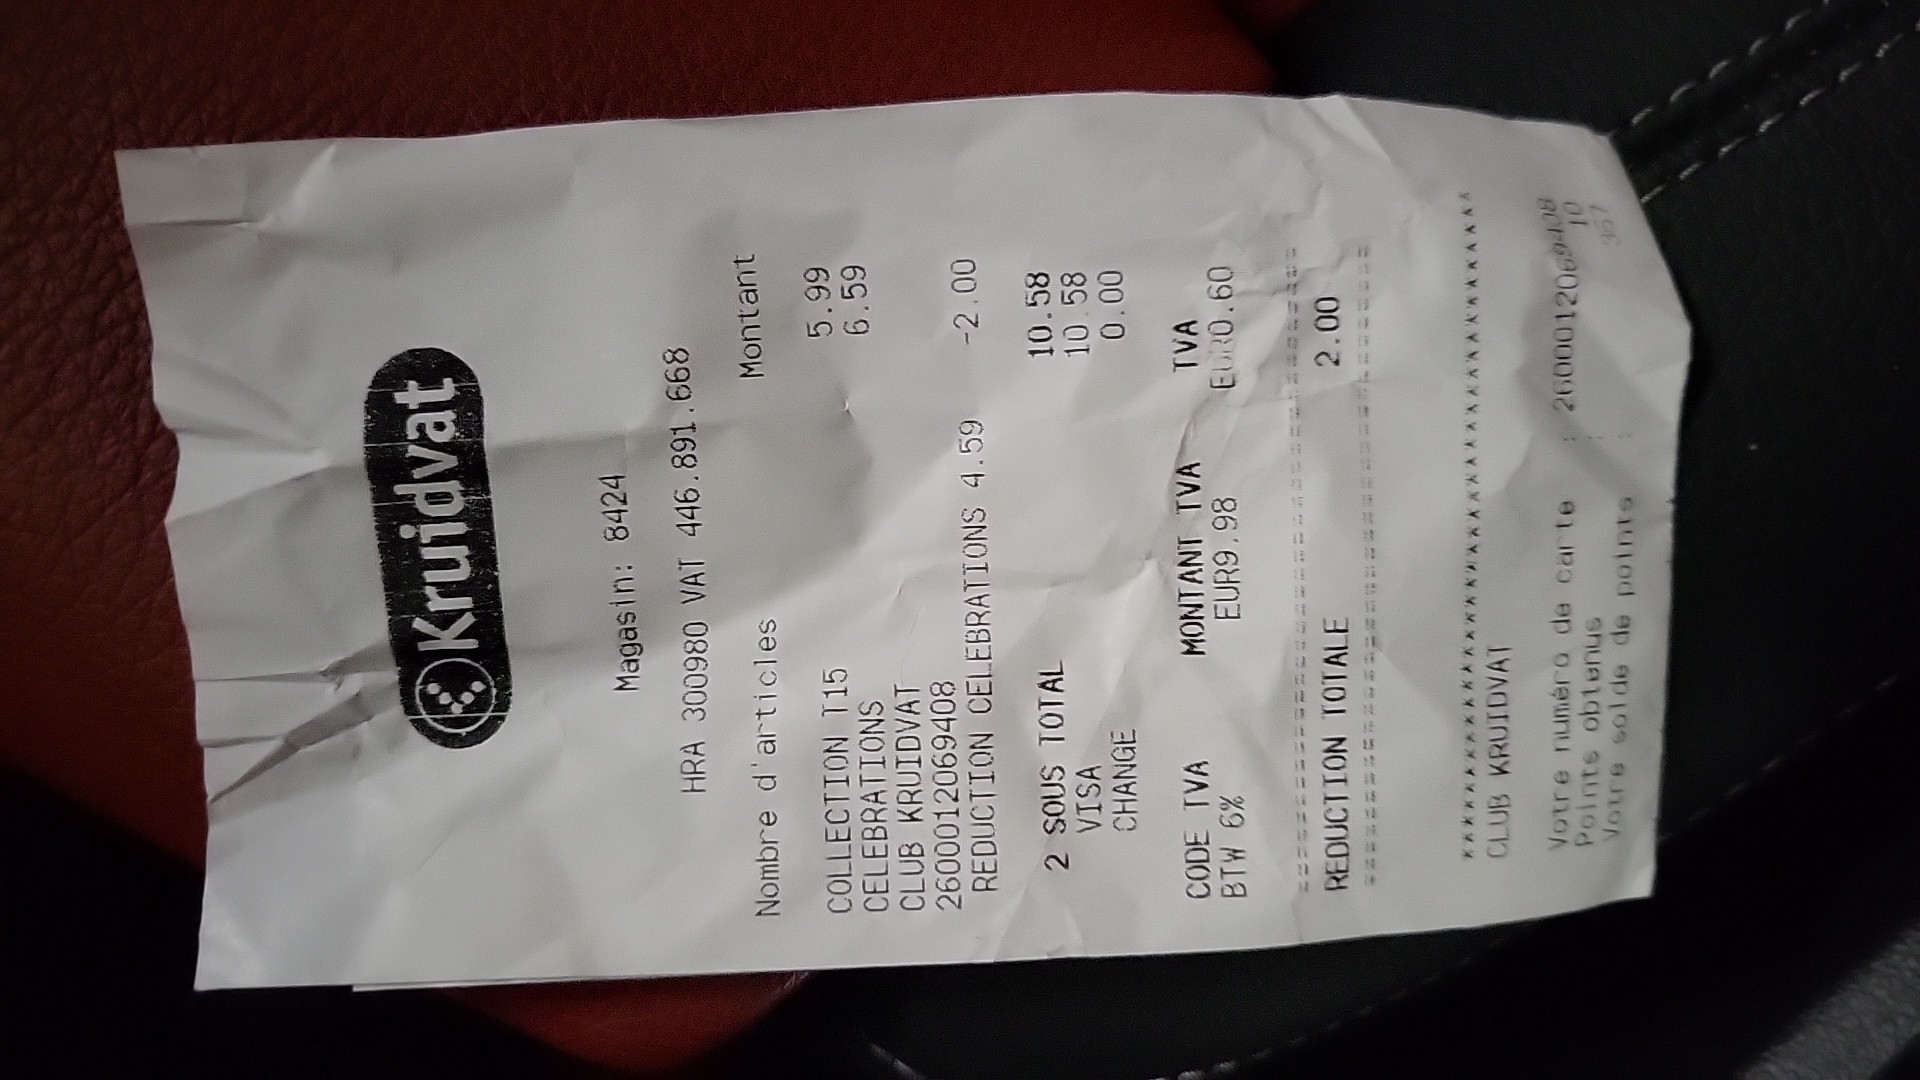 Kruidvat
Magasin: 8424
HRA 300980 VAT 446.891.668
Nombre d'articles Montant
COLLECTION T15 5.99
CELEBRATIONS 6.59
CLUB KRUIDVAT
2600012069408
REDUCTION CELEBRATIONS 4.59 -2.00
2 SOUS TOTAL 10.58
VISA 10.58
CHANGE 0.00
CODE TVA MONTANT TVA TVA
BTW 6% EUR9.98 EUR0.60
REDUCTION TOTALE 2.00
CLUB KRUIDVAT
Votre numéro de carte : 2600012069408
Points obtenus : 10
Votre solde de points : 367